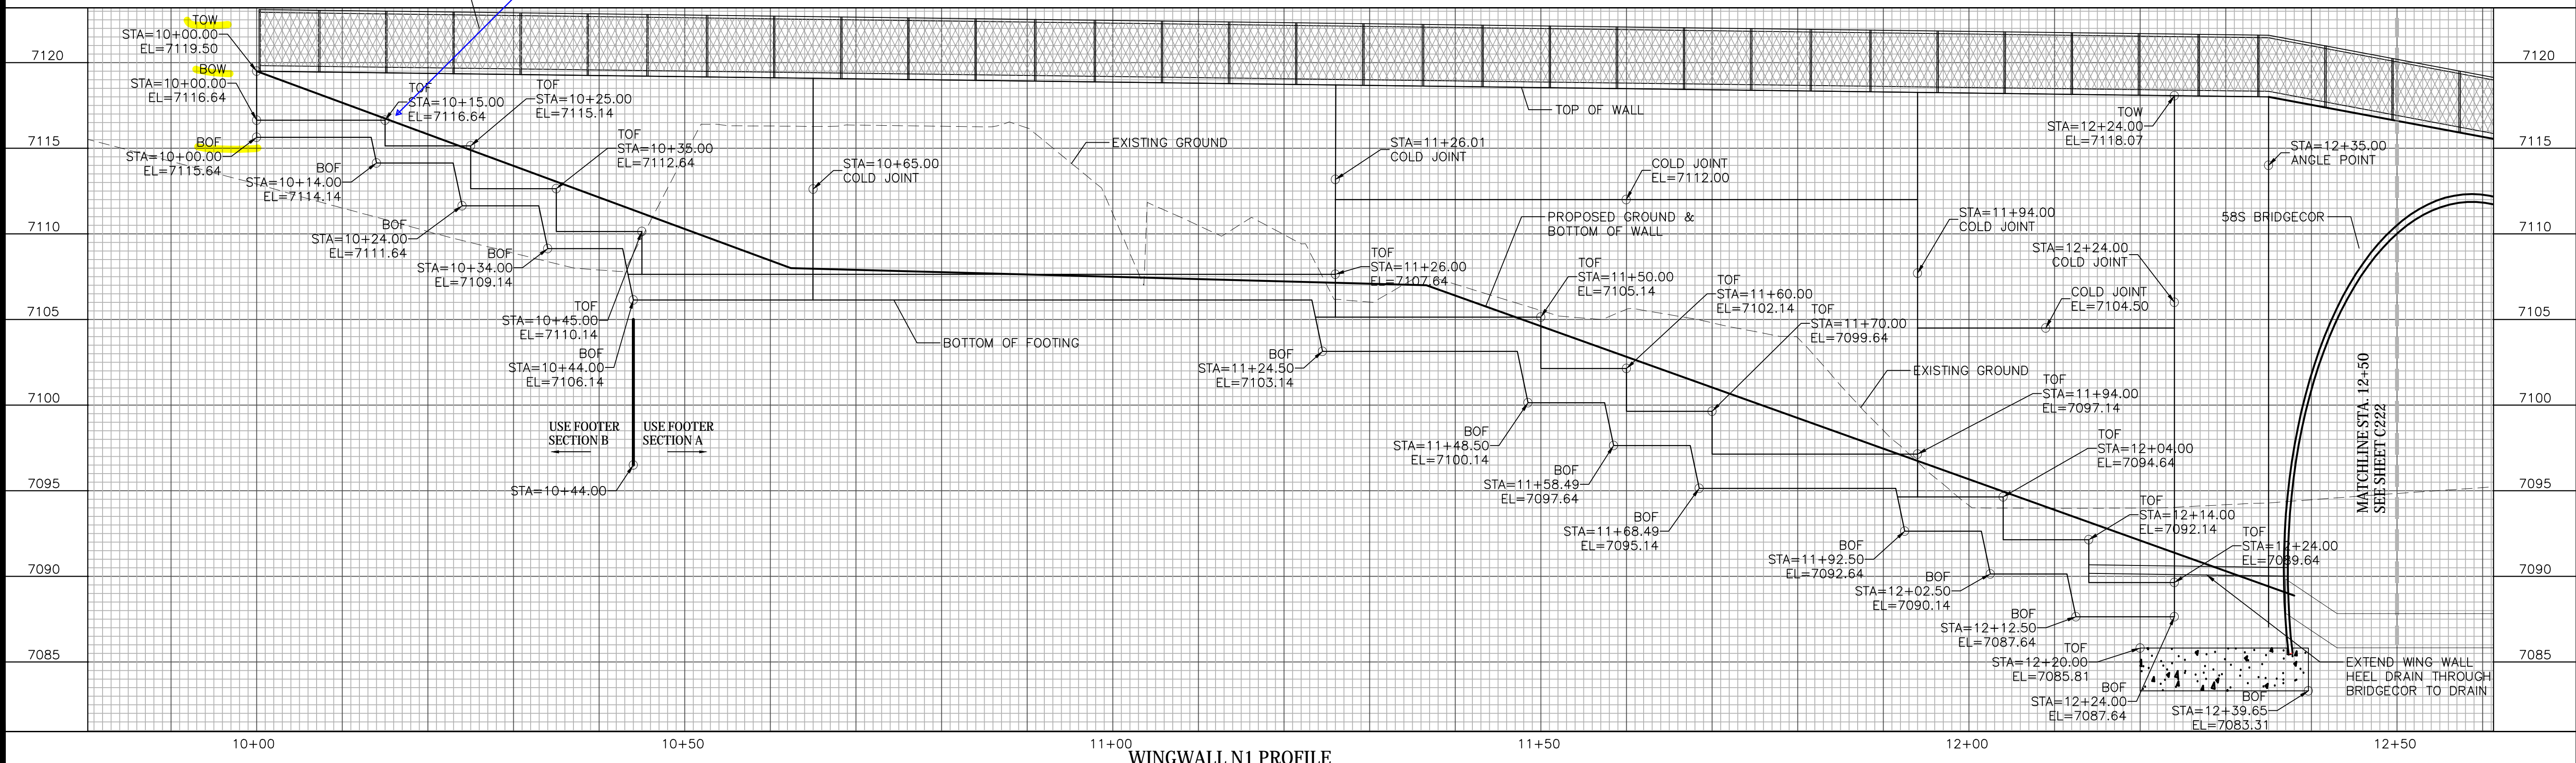 TOW
STA=10+00.00
EL=7119.50
BOW
STA=10+00.00
EL=7116.64
BOF
STA=10+00.00
EL=7115.64
TOF
STA=10+15.00
EL=7116.64
TOF
STA=10+25.00
EL=7115.14
TOF
STA=10+35.00
EL=7112.64
BOF
STA=10+14.00
EL=7114.14
BOF
STA=10+24.00
EL=7111.64
BOF
STA=10+34.00
EL=7109.14
TOF
STA=10+45.00
EL=7110.14
BOF
STA=10+44.00
EL=7106.14
USE FOOTER
SECTION B
USE FOOTER
SECTION A
STA=10+44.00
STA=10+65.00
COLD JOINT
EXISTING GROUND
BOTTOM OF FOOTING
STA=11+26.01
COLD JOINT
TOP OF WALL
COLD JOINT
EL=7112.00
PROPOSED GROUND &
BOTTOM OF WALL
TOF
STA=11+26.00
EL=7107.64
TOF
STA=11+50.00
EL=7105.14
TOF
STA=11+60.00
EL=7102.14
TOF
STA=11+70.00
EL=7099.64
BOF
STA=11+24.50
EL=7103.14
BOF
STA=11+48.50
EL=7100.14
BOF
STA=11+58.49
EL=7097.64
BOF
STA=11+68.49
EL=7095.14
BOF
STA=11+92.50
EL=7092.64
BOF
STA=12+02.50
EL=7090.14
BOF
STA=12+12.50
EL=7087.64
TOF
STA=12+20.00
EL=7085.81
BOF
STA=12+24.00
EL=7087.64
BOF
STA=12+39.65
EL=7083.31
TOW
STA=12+24.00
EL=7118.07
STA=12+35.00
ANGLE POINT
STA=11+94.00
COLD JOINT
58S BRIDGECOR
STA=12+24.00
COLD JOINT
COLD JOINT
EL=7104.50
EXISTING GROUND
TOF
STA=11+94.00
EL=7097.14
TOF
STA=12+04.00
EL=7094.64
TOF
STA=12+14.00
EL=7092.14
TOF
STA=12+24.00
EL=7089.64
MATCHLINE STA. 12+50
SEE SHEET C222
EXTEND WING WALL
HEEL DRAIN THROUGH
BRIDGECOR TO DRAIN
7120
7115
7110
7105
7100
7095
7090
7085
7120
7115
7110
7105
7100
7095
7090
7085
10+00
10+50
11+00
11+50
12+00
12+50
WINGWALL N1 PROFILE